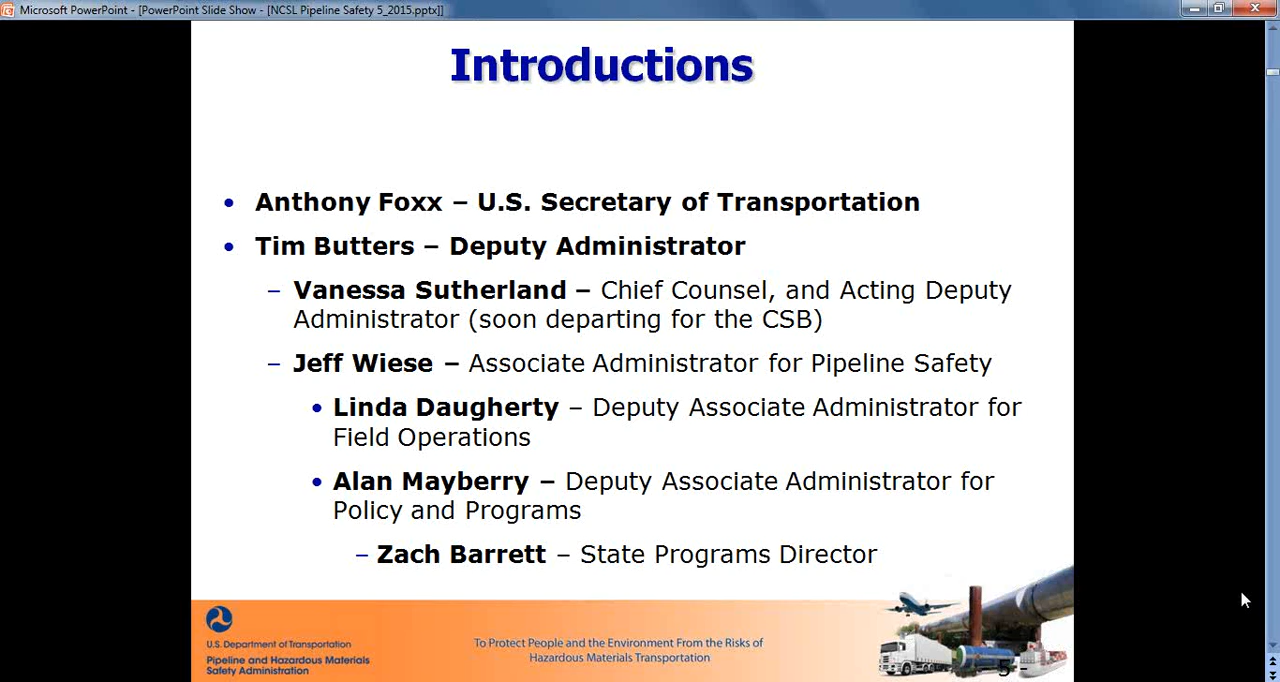 Microsoft PowerPoint - [PowerPoint Slide Show - [NCSL Pipeline Safety 5_2015.pptx]]
Introductions
• Anthony Foxx – U.S. Secretary of Transportation
• Tim Butters – Deputy Administrator
– Vanessa Sutherland – Chief Counsel, and Acting Deputy
Administrator (soon departing for the CSB)
– Jeff Wiese – Associate Administrator for Pipeline Safety
• Linda Daugherty – Deputy Associate Administrator for
Field Operations
• Alan Mayberry – Deputy Associate Administrator for
Policy and Programs
– Zach Barrett – State Programs Director
U.S. Department of Transportation
Pipeline and Hazardous Materials
Safety Administration
To Protect People and the Environment From the Risks of
Hazardous Materials Transportation
- 5 -